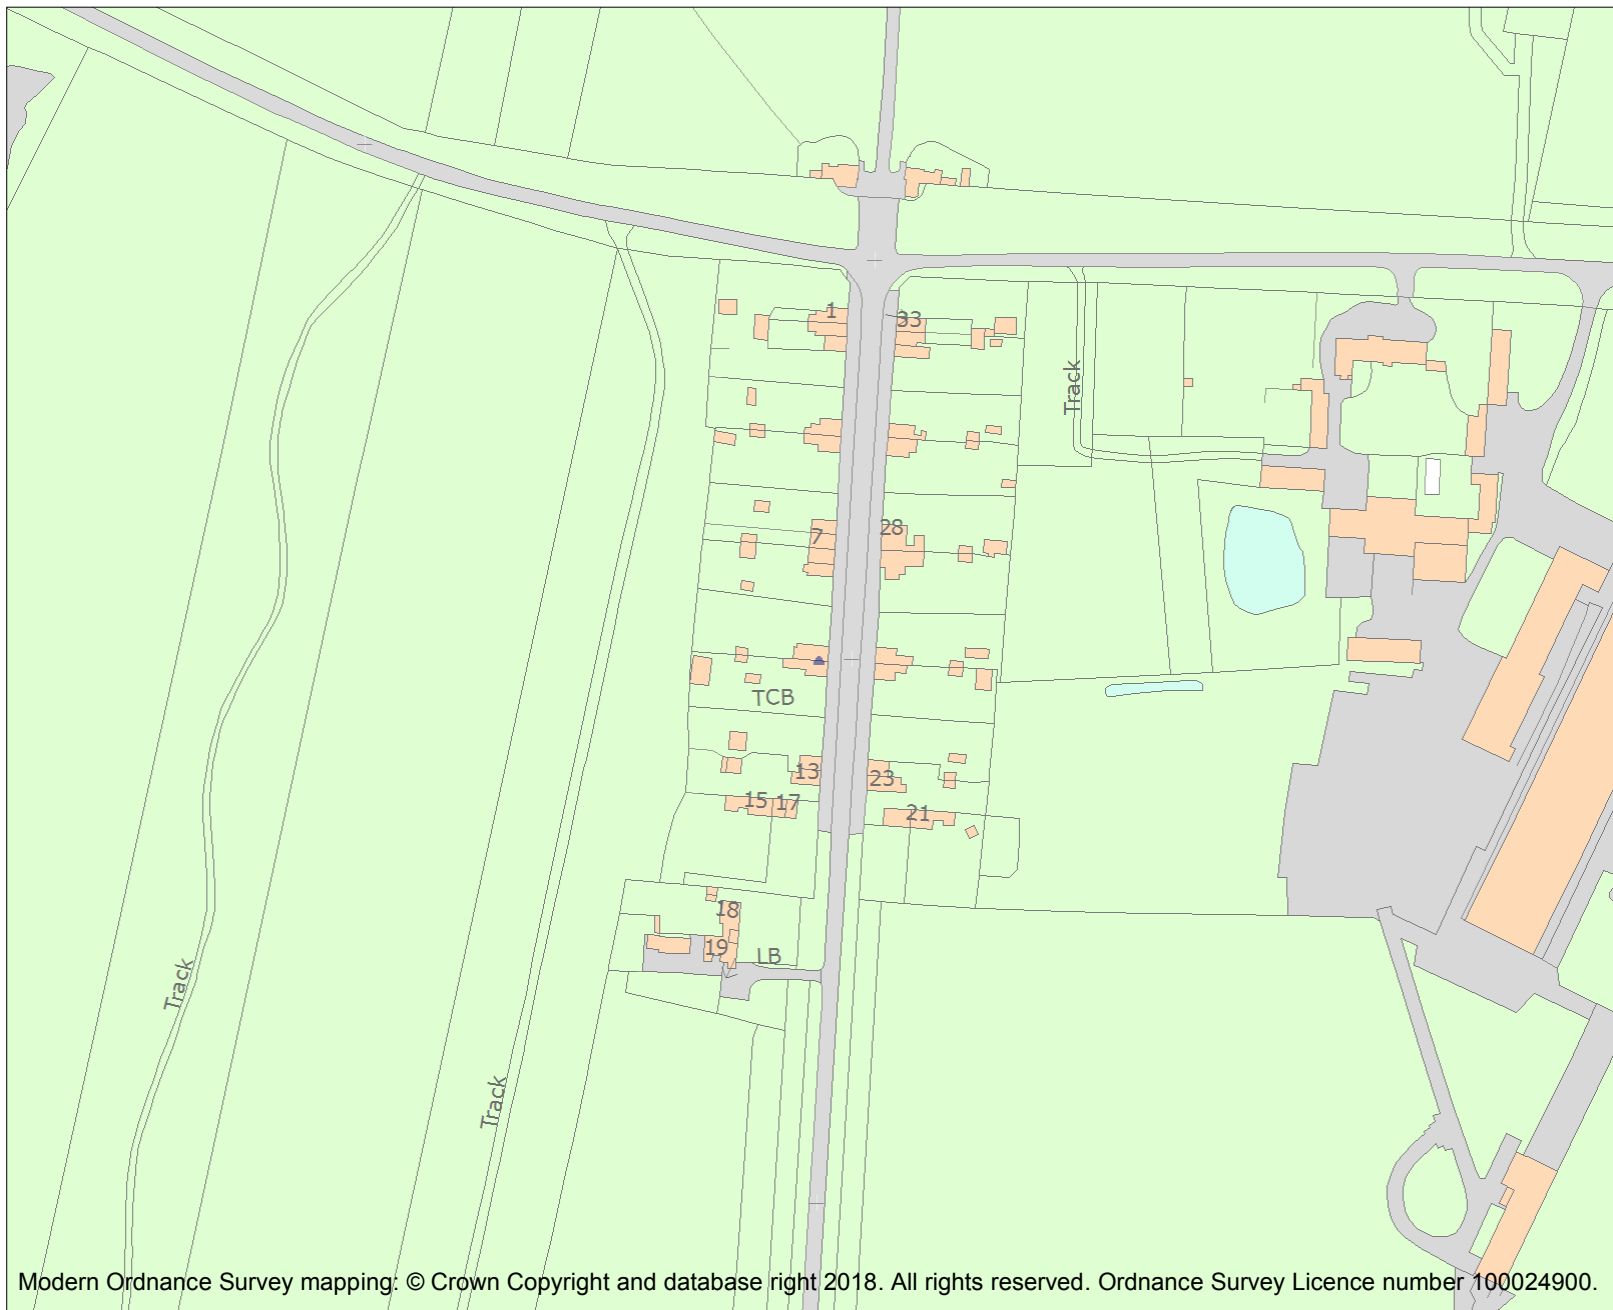 1
33
Track
7
28
TCB
13
23
15
17
21
18
19
LB
Track
Track
Modern Ordnance Survey mapping: © Crown Copyright and database right 2018. All rights reserved. Ordnance Survey Licence number 100024900.